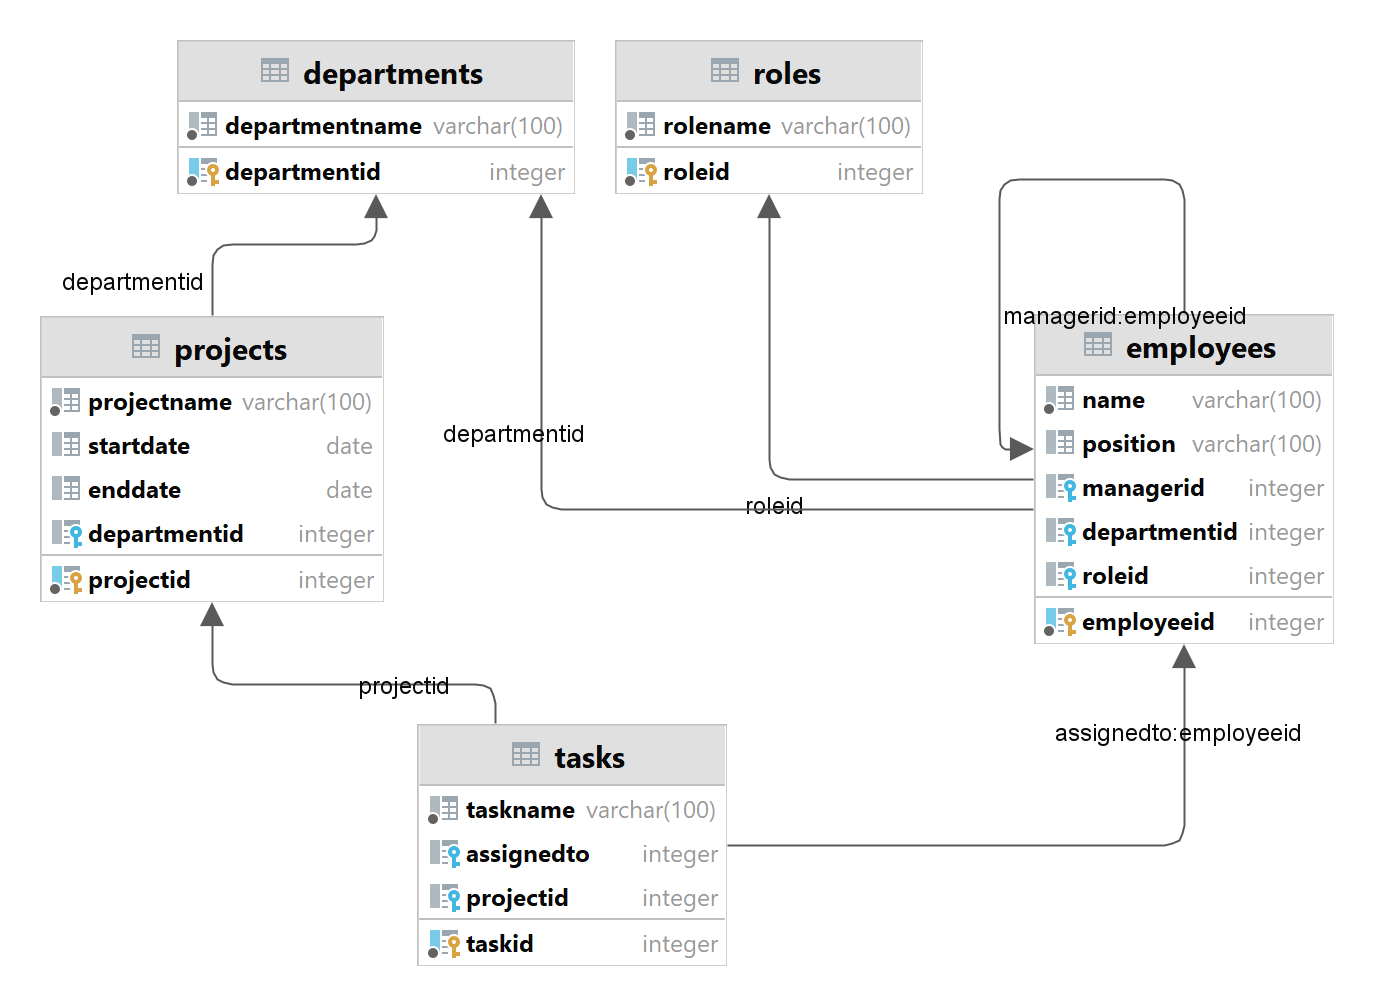 departments
departmentname varchar(100)
departmentid integer
roles
rolename varchar(100)
roleid integer
departmentid
projects
projectname varchar(100)
startdate date
enddate date
departmentid integer
projectid integer
departmentid
roleid
managerid:employeeid
employees
name varchar(100)
position varchar(100)
managerid integer
departmentid integer
roleid integer
employeeid integer
projectid
assignedto:employeeid
tasks
taskname varchar(100)
assignedto integer
projectid integer
taskid integer